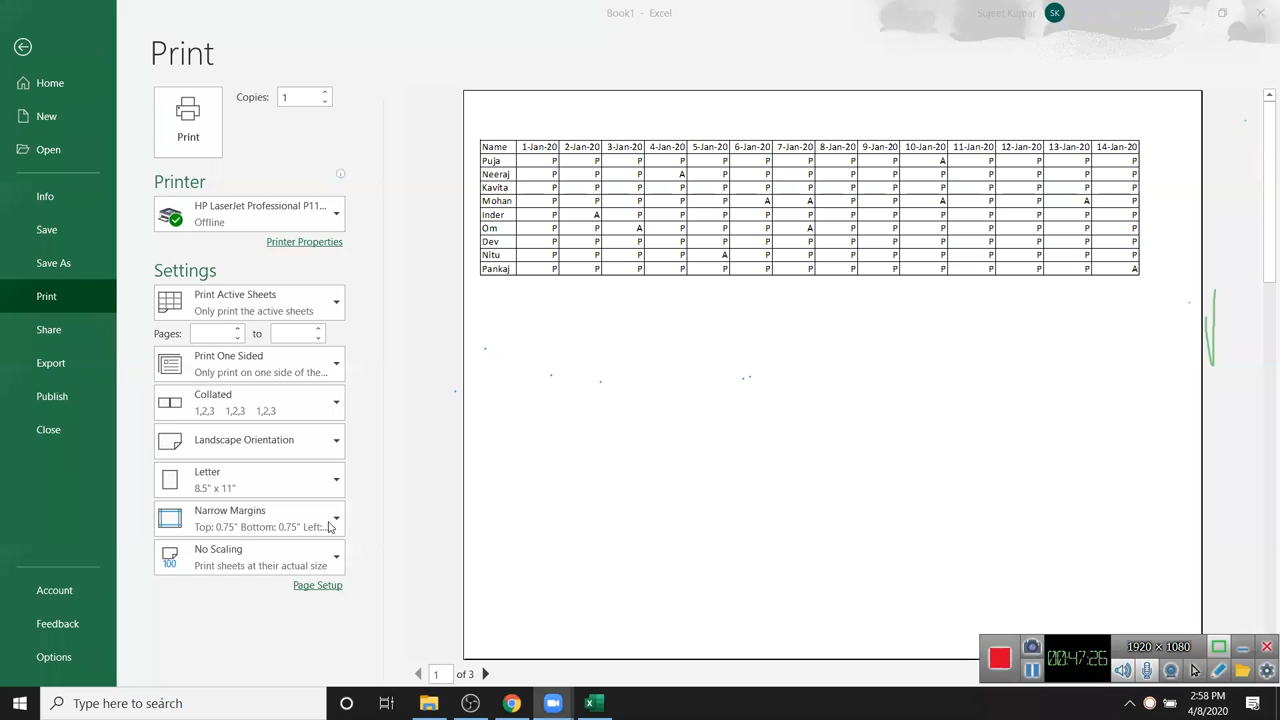 Book1 - Excel
Sujeet Kumar
SK
Print
Home
New
Open
Info
Save
Save As
Print
Share
Export
Publish
Close
Account
Feedback
Options
Print
Copies: 1
Printer
HP LaserJet Professional P11...
Offline
Printer Properties
Settings
Print Active Sheets
Only print the active sheets
Pages: to
Print One Sided
Only print on one side of the...
Collated
1,2,3 1,2,3 1,2,3
Landscape Orientation
Letter
8.5" x 11"
Narrow Margins
Top: 0.75" Bottom: 0.75" Left:...
No Scaling
Print sheets at their actual size
100
Page Setup
Name 1-Jan-20 2-Jan-20 3-Jan-20 4-Jan-20 5-Jan-20 6-Jan-20 7-Jan-20 8-Jan-20 9-Jan-20 10-Jan-20 11-Jan-20 12-Jan-20 13-Jan-20 14-Jan-20
Puja P P P P P P P P P A P P P P
Neeraj P P P A P P P P P P P P P P
Kavita P P P P P P P P P P P P P P
Mohan P P P P P A A P P A P P A P
Inder P A P P P P P P P P P P P P
Om P P A P P P A P P P P P P P
Dev P P P P P P P P P P P P P P
Nitu P P P P A P P P P P P P P P
Pankaj P P P P P P P P P P P P P A
1 of 3
1920 × 1080
00:47:26
Type here to search
2:58 PM
4/8/2020